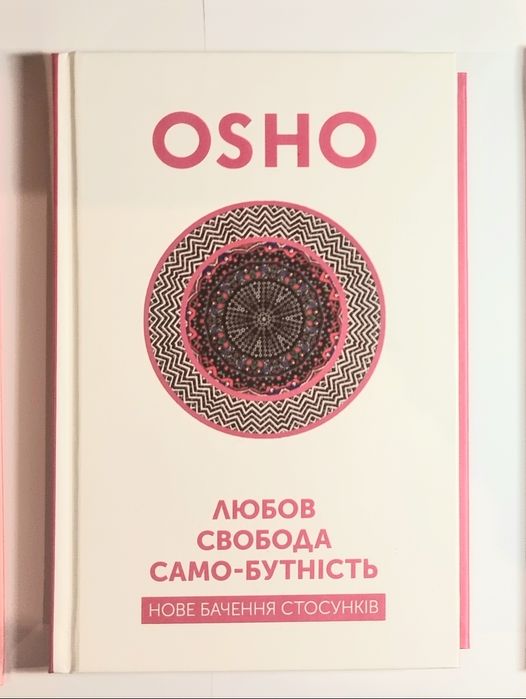 OSHO
ЛЮБОВ
СВОБОДА
САМО-БУТНІСТЬ
НОВЕ БАЧЕННЯ СТОСУНКІВ